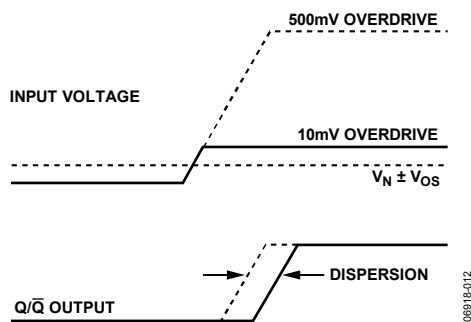 500mV OVERDRIVE
INPUT VOLTAGE
10mV OVERDRIVE
VN ± VOS
DISPERSION
Q/Q̅ OUTPUT
06918-012